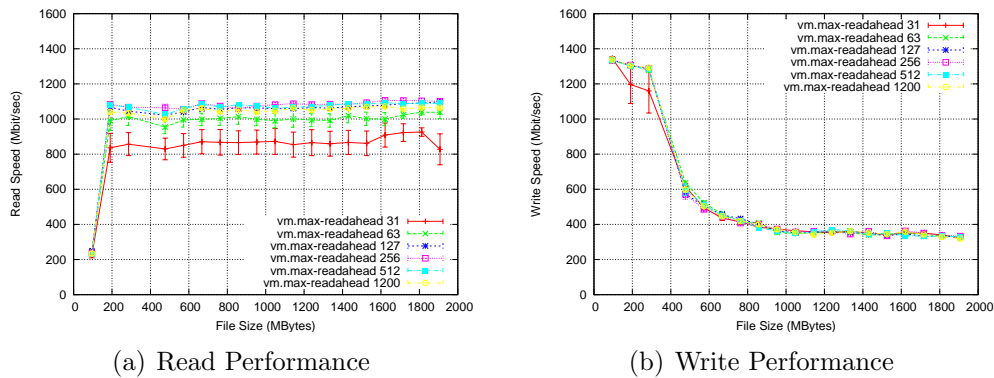 1600
1400
1200
1000
800
600
400
200
0
0 200 400 600 800 1000 1200 1400 1600 1800 2000
Read Speed (Mbit/sec)
File Size (MBytes)
vm.max-readahead 31
vm.max-readahead 63
vm.max-readahead 127
vm.max-readahead 256
vm.max-readahead 512
vm.max-readahead 1200
(a) Read Performance
1600
1400
1200
1000
800
600
400
200
0
0 200 400 600 800 1000 1200 1400 1600 1800 2000
Write Speed (Mbit/sec)
File Size (MBytes)
vm.max-readahead 31
vm.max-readahead 63
vm.max-readahead 127
vm.max-readahead 256
vm.max-readahead 512
vm.max-readahead 1200
(b) Write Performance